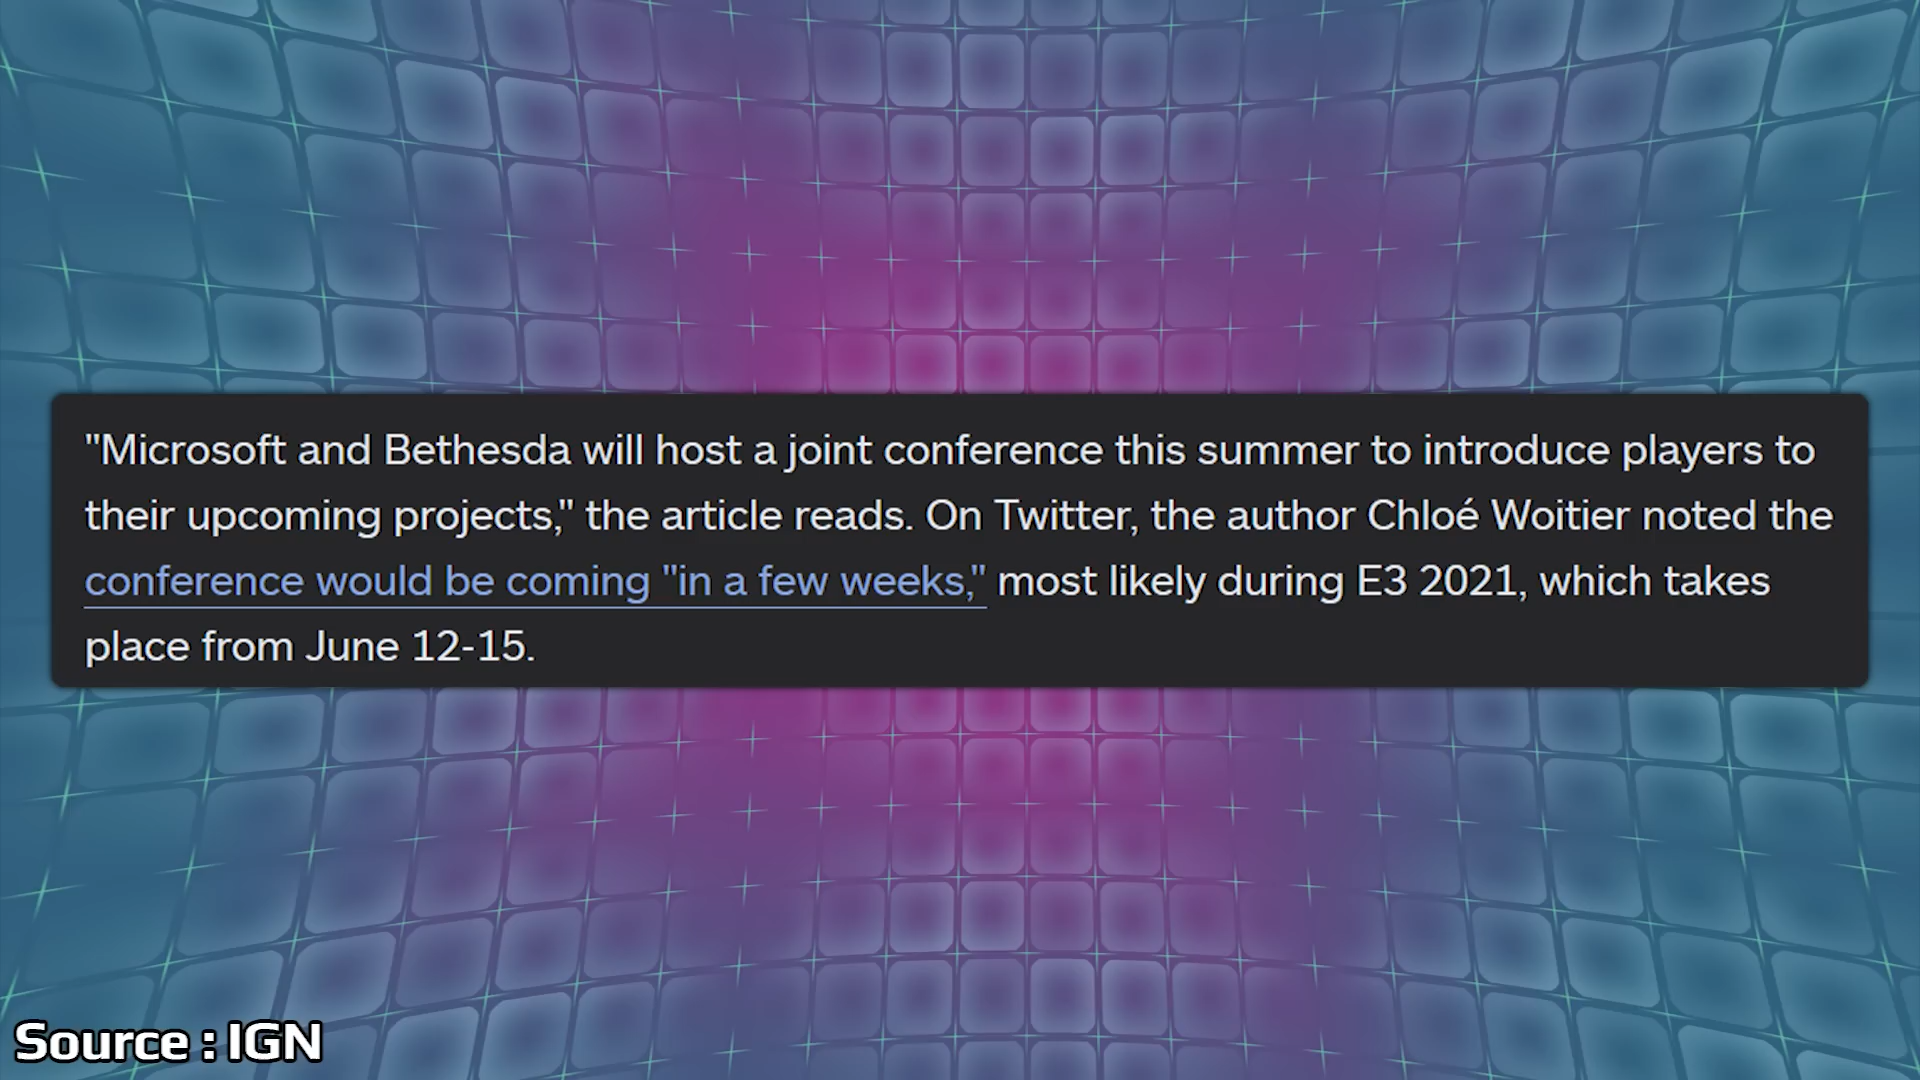 "Microsoft and Bethesda will host a joint conference this summer to introduce players to
their upcoming projects," the article reads. On Twitter, the author Chloé Woitier noted the
conference would be coming "in a few weeks," most likely during E3 2021, which takes
place from June 12-15.
Source : IGN